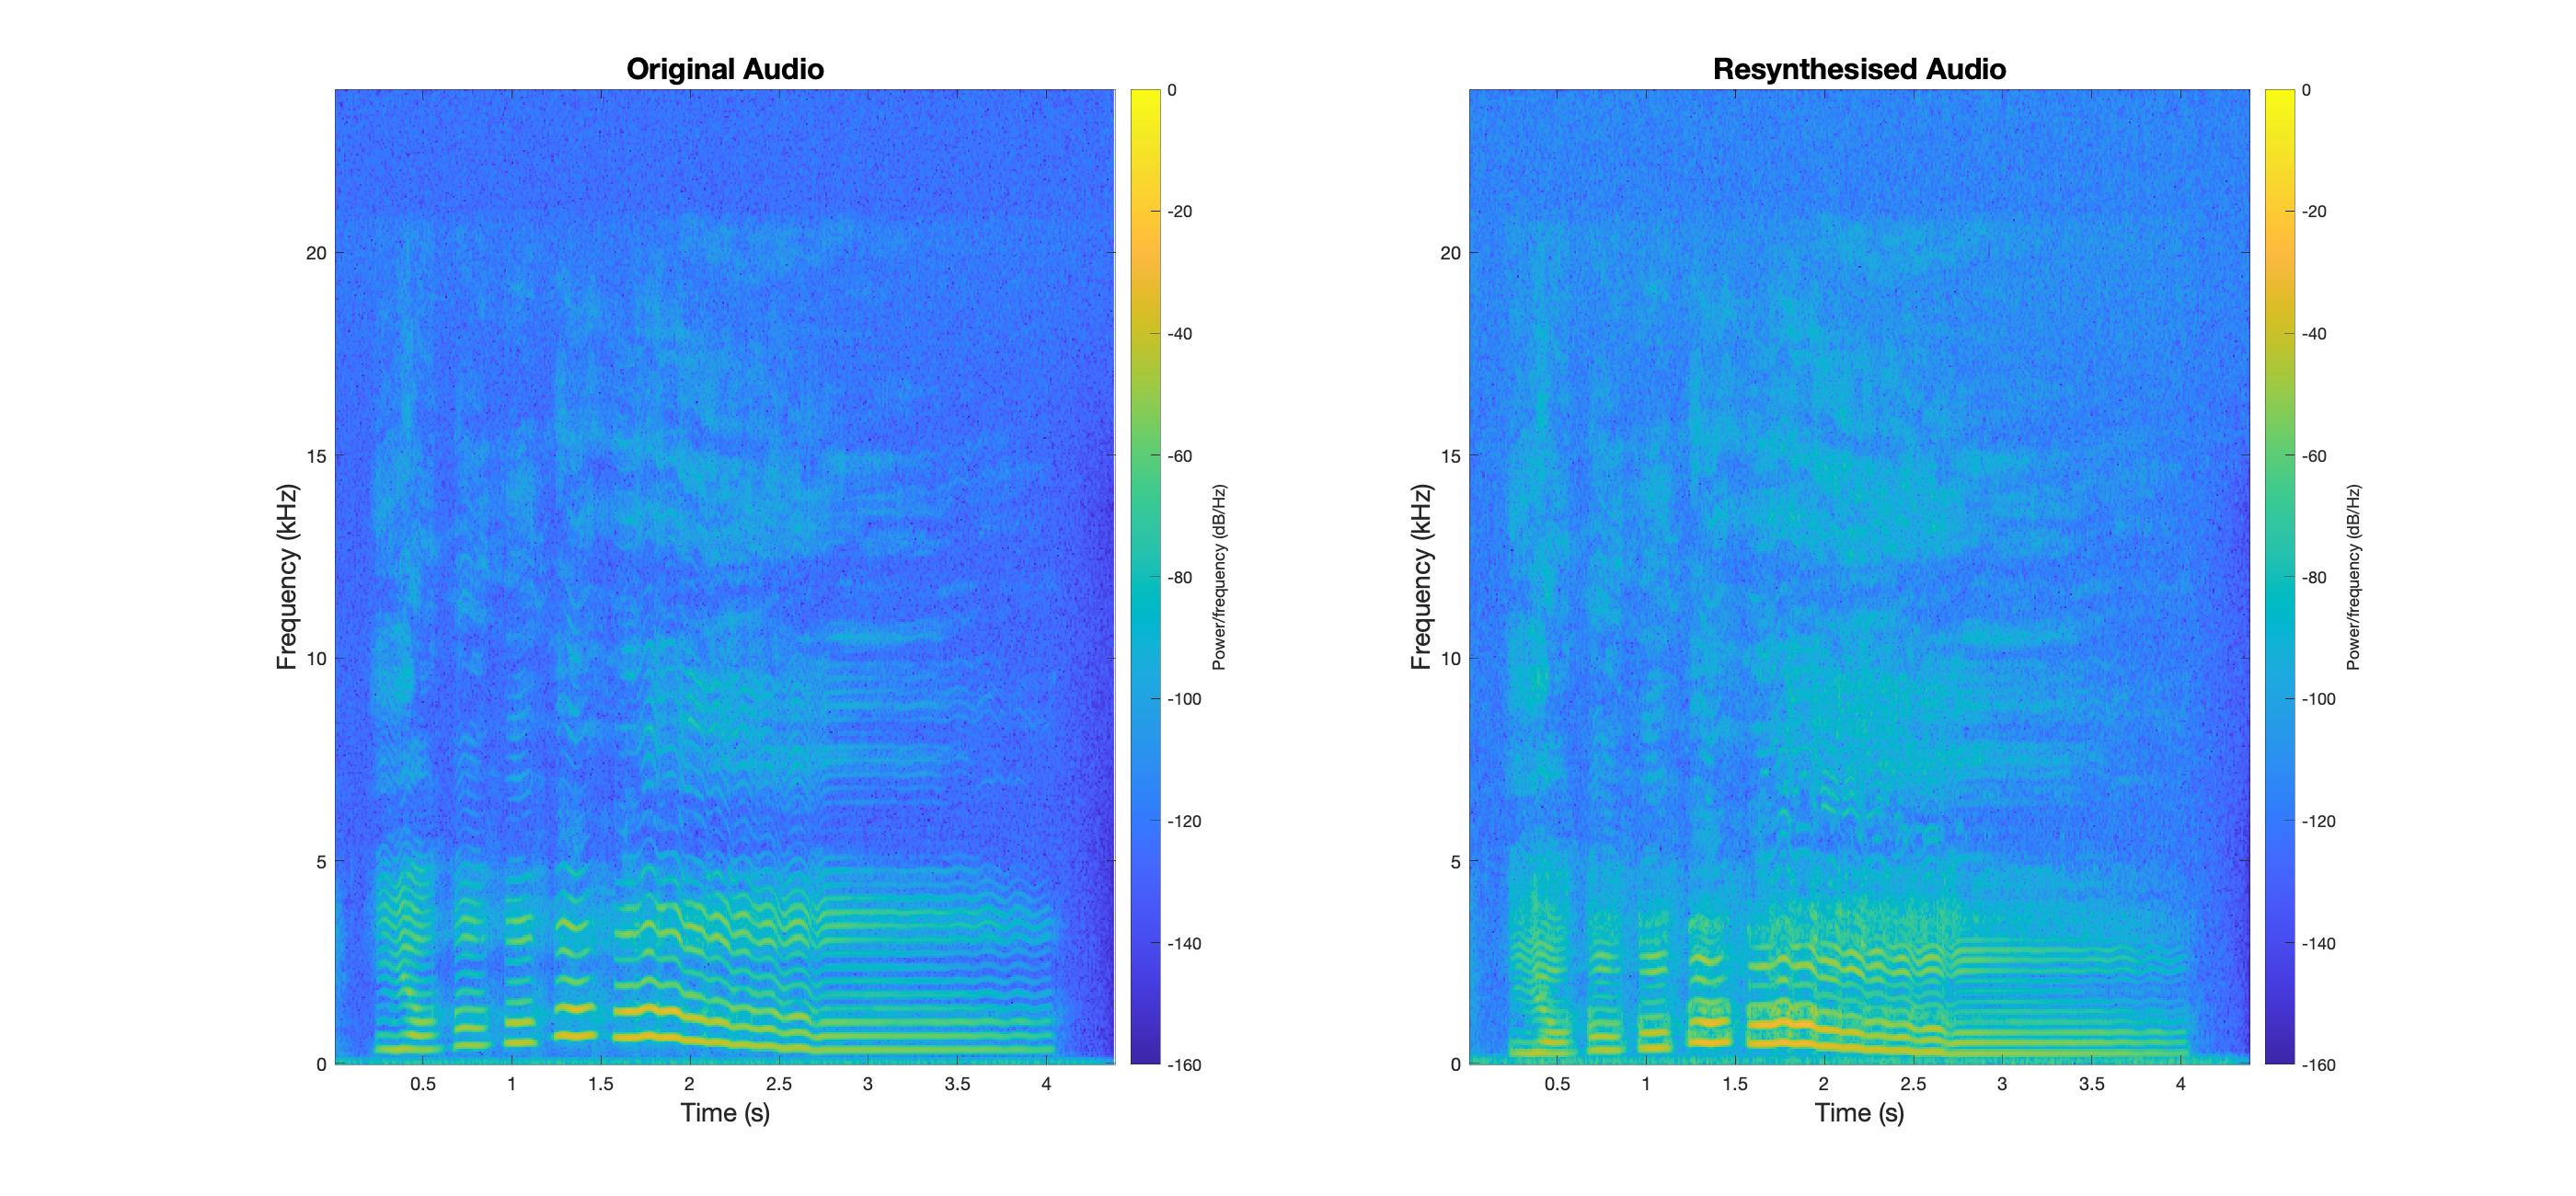 Original Audio
20
15
10
5
0
Frequency (kHz)
0.5 1 1.5 2 2.5 3 3.5 4
Time (s)
0
-20
-40
-60
-80
-100
-120
-140
-160
Power/frequency (dB/Hz)
Resynthesised Audio
20
15
10
5
0
Frequency (kHz)
0.5 1 1.5 2 2.5 3 3.5 4
Time (s)
0
-20
-40
-60
-80
-100
-120
-140
-160
Power/frequency (dB/Hz)